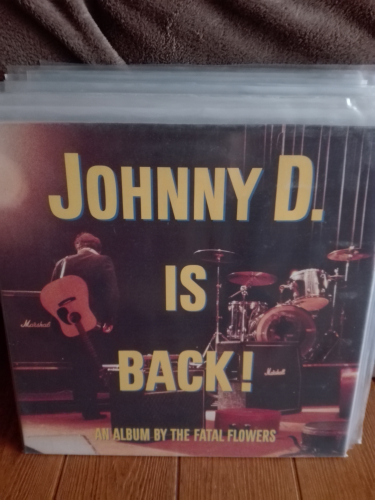 JOHNNY D.
IS
BACK!
AN ALBUM BY THE FATAL FLOWERS
Marshall
Marshall